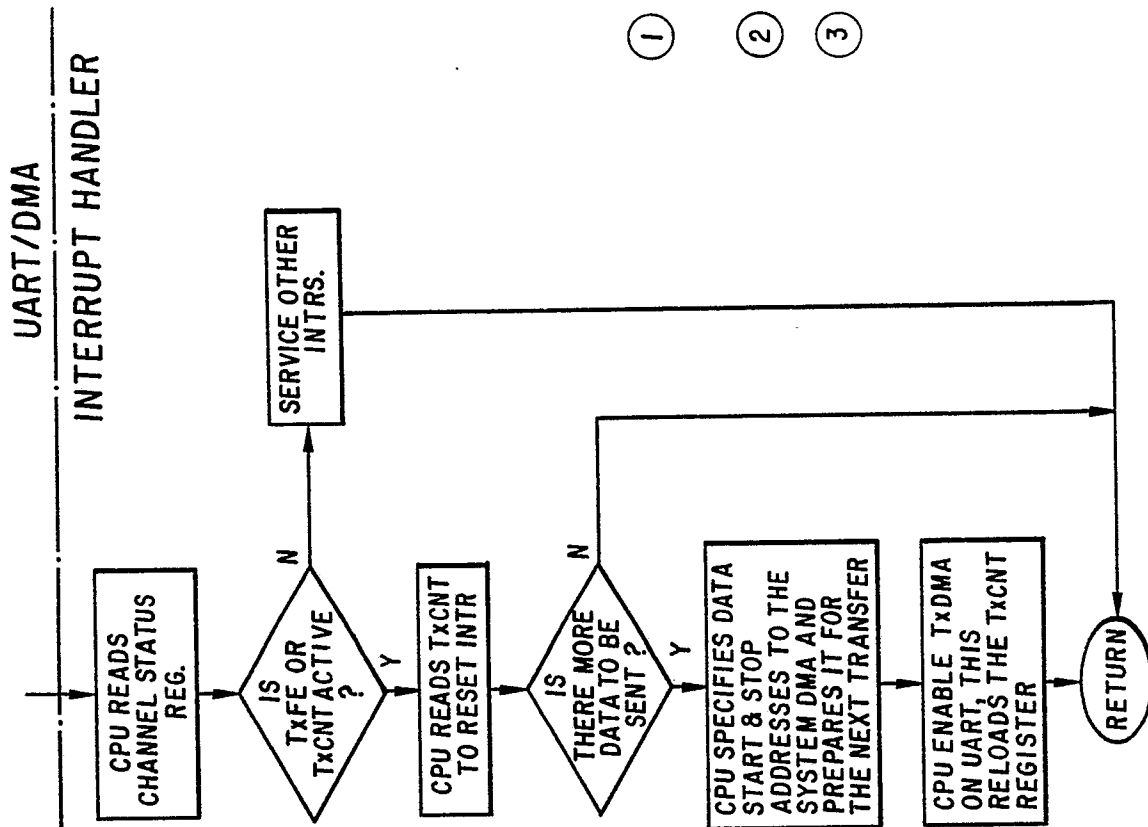 UART/DMA
INTERRUPT HANDLER
CPU READS
CHANNEL STATUS
REG.
IS
TxFE OR
TxCNT ACTIVE
?
N
SERVICE OTHER
INTRS.
Y
CPU READS TxCNT
TO RESET INTR
IS
THERE MORE
DATA TO BE
SENT ?
N
Y
CPU SPECIFIES DATA
START & STOP
ADDRESSES TO THE
SYSTEM DMA AND
PREPARES IT FOR
THE NEXT TRANSFER
CPU ENABLE TxDMA
ON UART, THIS
RELOADS THE TxCNT
REGISTER
RETURN
1
2
3